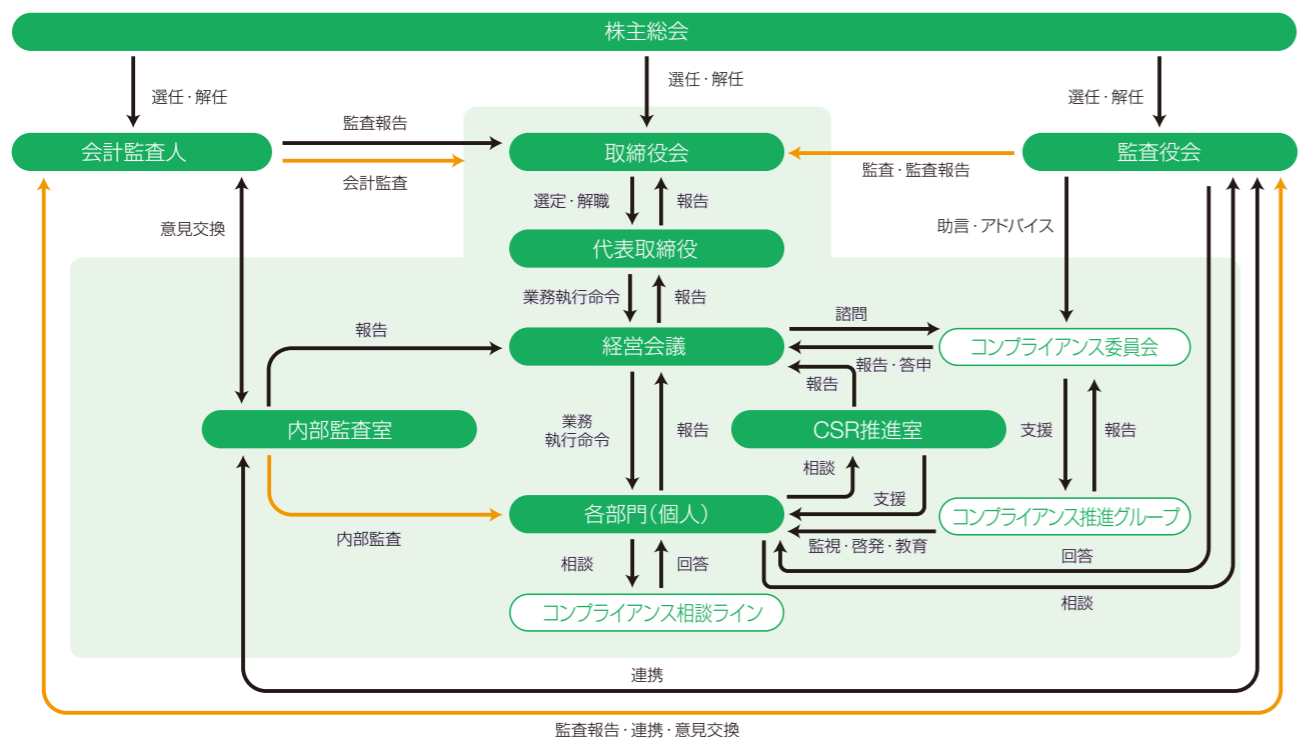 株主総会
選任・解任
選任・解任
選任・解任
会計監査人
監査報告
会計監査
取締役会
監査・監査報告
監査役会
意見交換
選定・解職
報告
助言・アドバイス
代表取締役
業務執行命令
報告
報告
経営会議
諮問
報告・答申
コンプライアンス委員会
報告
内部監査室
業務
執行命令
報告
CSR推進室
支援
報告
相談
支援
内部監査
各部門（個人）
監視・啓発・教育
コンプライアンス推進グループ
相談
回答
回答
相談
コンプライアンス相談ライン
連携
監査報告・連携・意見交換